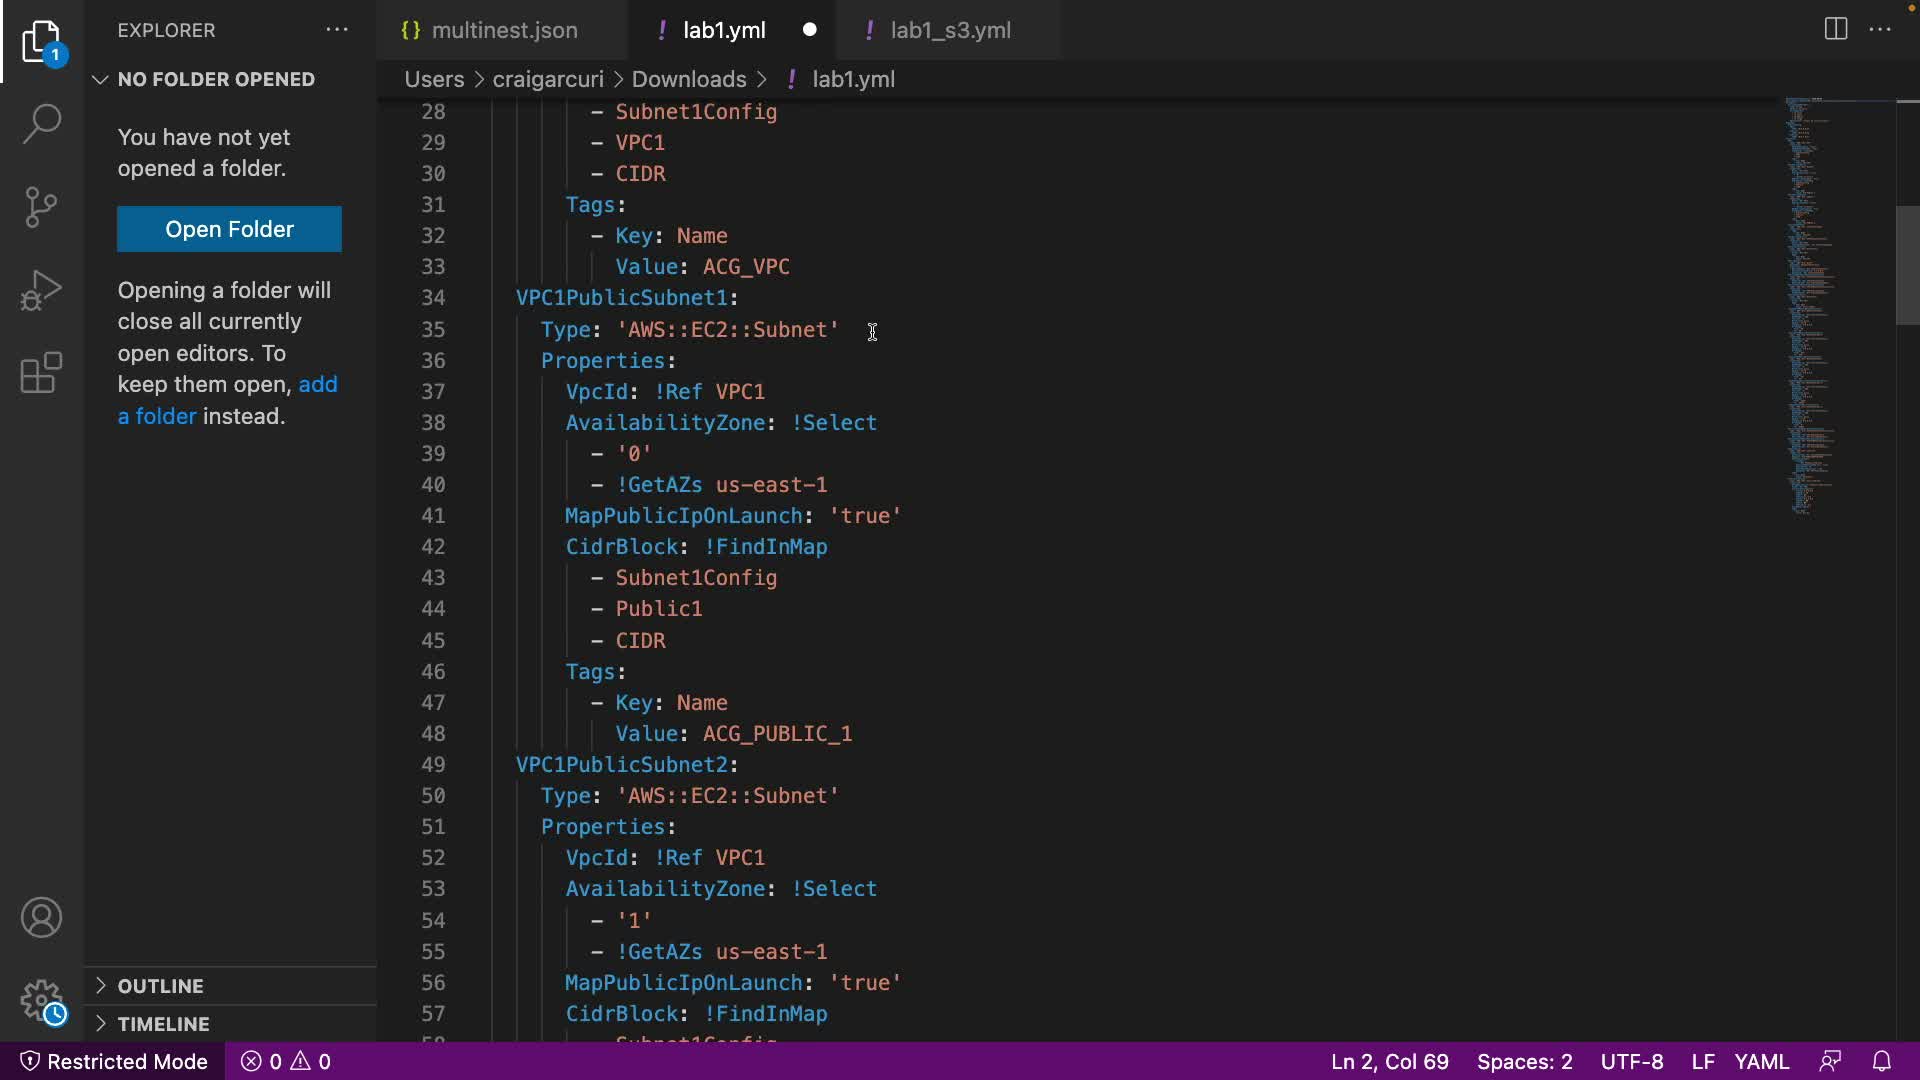 EXPLORER
1
NO FOLDER OPENED
You have not yet
opened a folder.
Open Folder
Opening a folder will
close all currently
open editors. To
keep them open, add
a folder instead.
OUTLINE
TIMELINE
{} multinest.json
! lab1.yml
! lab1_s3.yml
Users > craigarcuri > Downloads > ! lab1.yml
28 - Subnet1Config
29 - VPC1
30 - CIDR
31 Tags:
32 - Key: Name
33 Value: ACG_VPC
34 VPC1PublicSubnet1:
35 Type: 'AWS::EC2::Subnet'
36 Properties:
37 VpcId: !Ref VPC1
38 AvailabilityZone: !Select
39 - '0'
40 - !GetAZs us-east-1
41 MapPublicIpOnLaunch: 'true'
42 CidrBlock: !FindInMap
43 - Subnet1Config
44 - Public1
45 - CIDR
46 Tags:
47 - Key: Name
48 Value: ACG_PUBLIC_1
49 VPC1PublicSubnet2:
50 Type: 'AWS::EC2::Subnet'
51 Properties:
52 VpcId: !Ref VPC1
53 AvailabilityZone: !Select
54 - '1'
55 - !GetAZs us-east-1
56 MapPublicIpOnLaunch: 'true'
57 CidrBlock: !FindInMap
58 - Subnet1Config
Restricted Mode
0
0
Ln 2, Col 69
Spaces: 2
UTF-8
LF
YAML